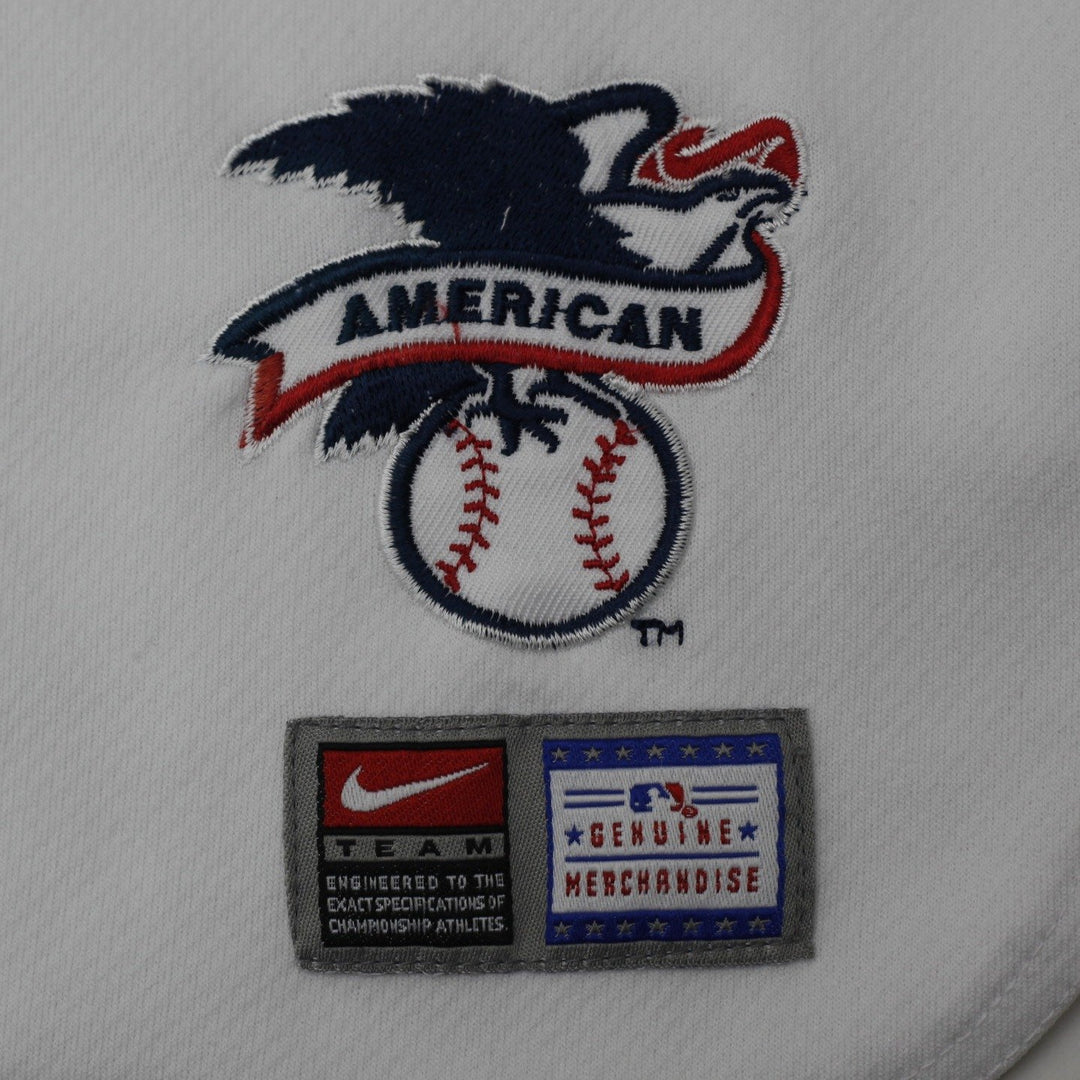 AMERICAN
TM
TEAM
ENGINEERED TO THE
EXACT SPECIFICATIONS OF
CHAMPIONSHIP ATHLETES.
GENUINE
MERCHANDISE